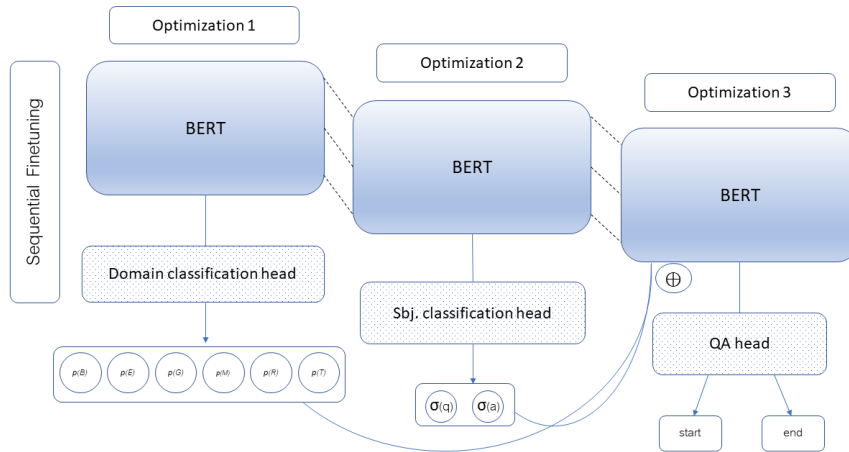 Optimization 1
Optimization 2
Optimization 3
Sequential Finetuning
BERT
BERT
BERT
Domain classification head
Sbj. classification head
⊕
QA head
p(B) p(E) p(G) p(M) p(R) p(T)
σ(q) σ(a)
start end